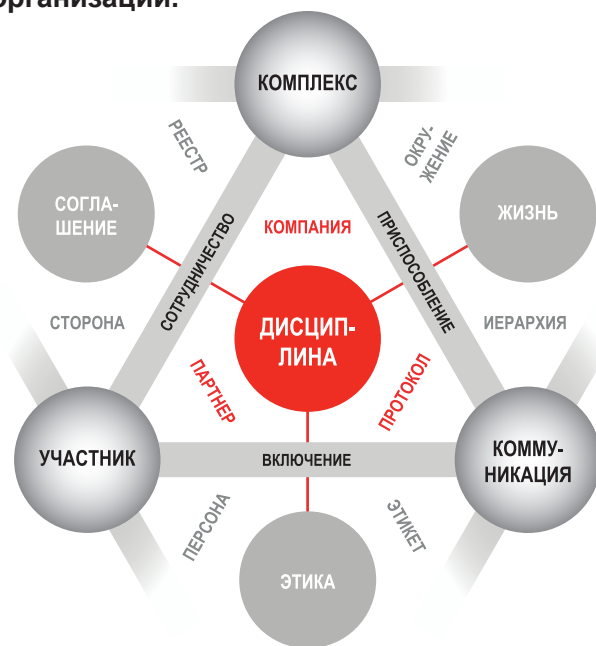 организации.
КОМПЛЕКС
РЕЕСТР
ОКРУ-
ЖЕНИЕ
СОГЛА-
ШЕНИЕ
ЖИЗНЬ
КОМПАНИЯ
СОТРУДНИЧЕСТВО
ПРИСПОСОБЛЕНИЕ
СТОРОНА
ДИСЦИП-
ЛИНА
ИЕРАРХИЯ
ПАРТНЕР
ПРОТОКОЛ
УЧАСТНИК
ВКЛЮЧЕНИЕ
КОММУ-
НИКАЦИЯ
ПЕРСОНА
ЭТИКЕТ
ЭТИКА